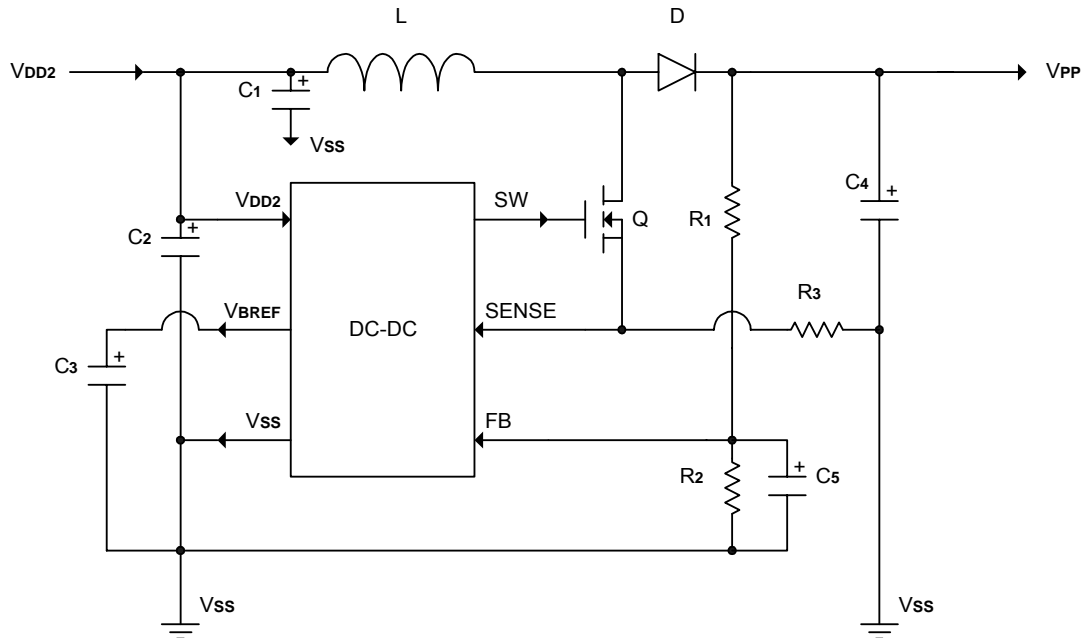 L
D
VDD2
VPP
C1
+
VSS
C4
+
VDD2
SW
Q
R1
C2
+
R3
VBREF
SENSE
DC-DC
C3
+
VSS
FB
R2
+
C5
VSS
VSS